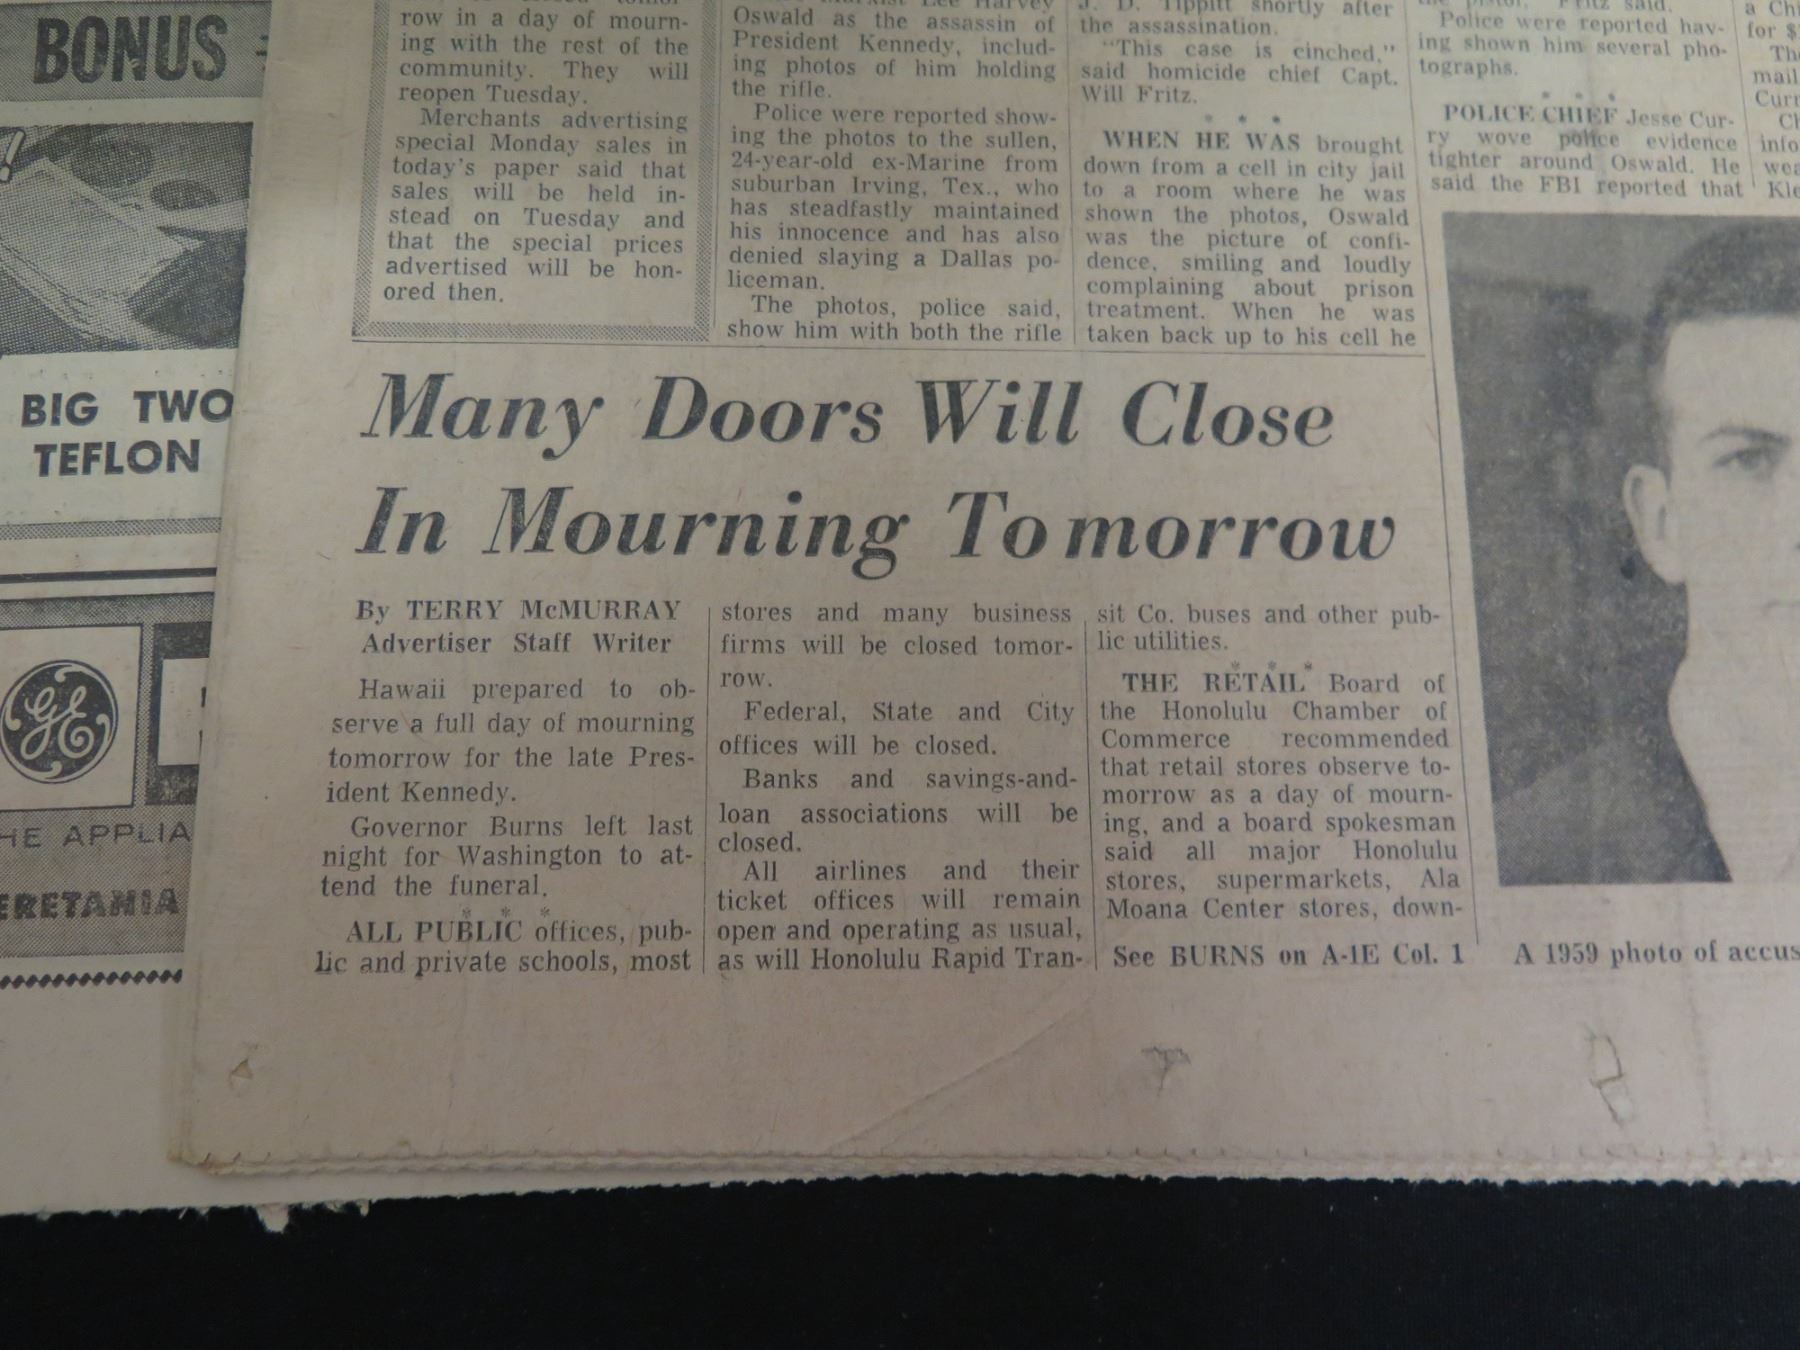 BONUS
BIG TWO
TEFLON
GE
HE APPLIA
ERETANIA
row in a day of mourn-
ing with the rest of the
community. They will
reopen Tuesday.
Merchants advertising
special Monday sales in
today's paper said that
sales will be held in-
stead on Tuesday and
that the special prices
advertised will be hon-
ored then.
Oswald as the assassin of
President Kennedy, includ-
ing photos of him holding
the rifle.
Police were reported show-
ing the photos to the sullen,
24-year-old ex-Marine from
suburban Irving, Tex., who
has steadfastly maintained
his innocence and has also
denied slaying a Dallas po-
liceman.
The photos, police said,
show him with both the rifle
J. D. Tippitt shortly after
the assassination.
"This case is cinched,"
said homicide chief Capt.
Will Fritz.
* * *
WHEN HE WAS brought
down from a cell in city jail
to a room where he was
shown the photos, Oswald
was the picture of confi-
dence, smiling and loudly
complaining about prison
treatment. When he was
taken back up to his cell he
the pistol, Fritz said.
Police were reported hav-
ing shown him several pho-
tographs.
* * *
POLICE CHIEF Jesse Cur-
ry wove police evidence
tighter around Oswald. He
said the FBI reported that
for $
mail
Curr
info
wea
Kle
Many Doors Will Close
In Mourning Tomorrow
By TERRY McMURRAY
Advertiser Staff Writer
Hawaii prepared to ob-
serve a full day of mourning
tomorrow for the late Pres-
ident Kennedy.
Governor Burns left last
night for Washington to at-
tend the funeral.
* * *
ALL PUBLIC offices, pub-
lic and private schools, most
stores and many business
firms will be closed tomor-
row.
Federal, State and City
offices will be closed.
Banks and savings-and-
loan associations will be
closed.
All airlines and their
ticket offices will remain
open and operating as usual,
as will Honolulu Rapid Tran-
sit Co. buses and other pub-
lic utilities.
* * *
THE RETAIL Board of
the Honolulu Chamber of
Commerce recommended
that retail stores observe to-
morrow as a day of mourn-
ing, and a board spokesman
said all major Honolulu
stores, supermarkets, Ala
Moana Center stores, down-
See BURNS on A-1E Col. 1
A 1959 photo of accus